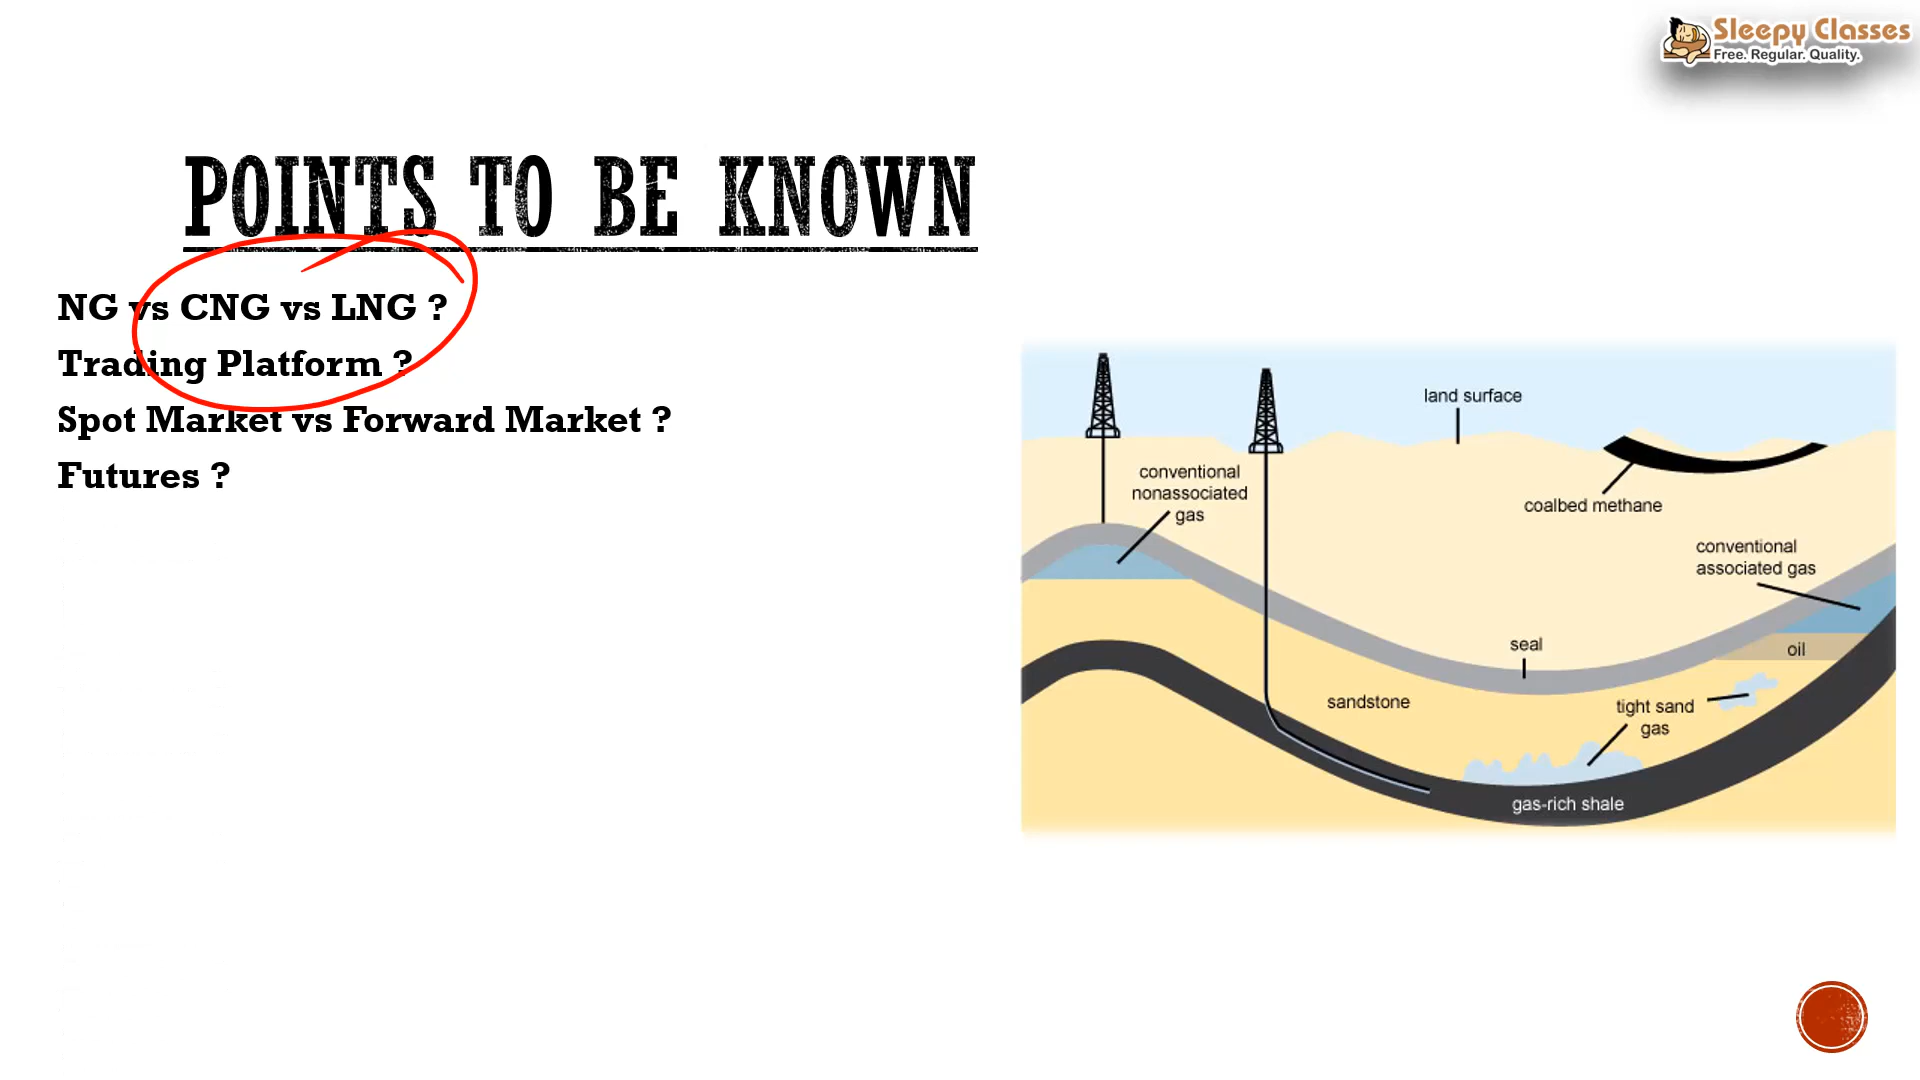 Sleepy Classes
Free. Regular. Quality.
POINTS TO BE KNOWN
NG vs CNG vs LNG ?
Trading Platform ?
Spot Market vs Forward Market ?
Futures ?
land surface
conventional
nonassociated
gas
coalbed methane
conventional
associated gas
seal
oil
sandstone
tight sand
gas
gas-rich shale